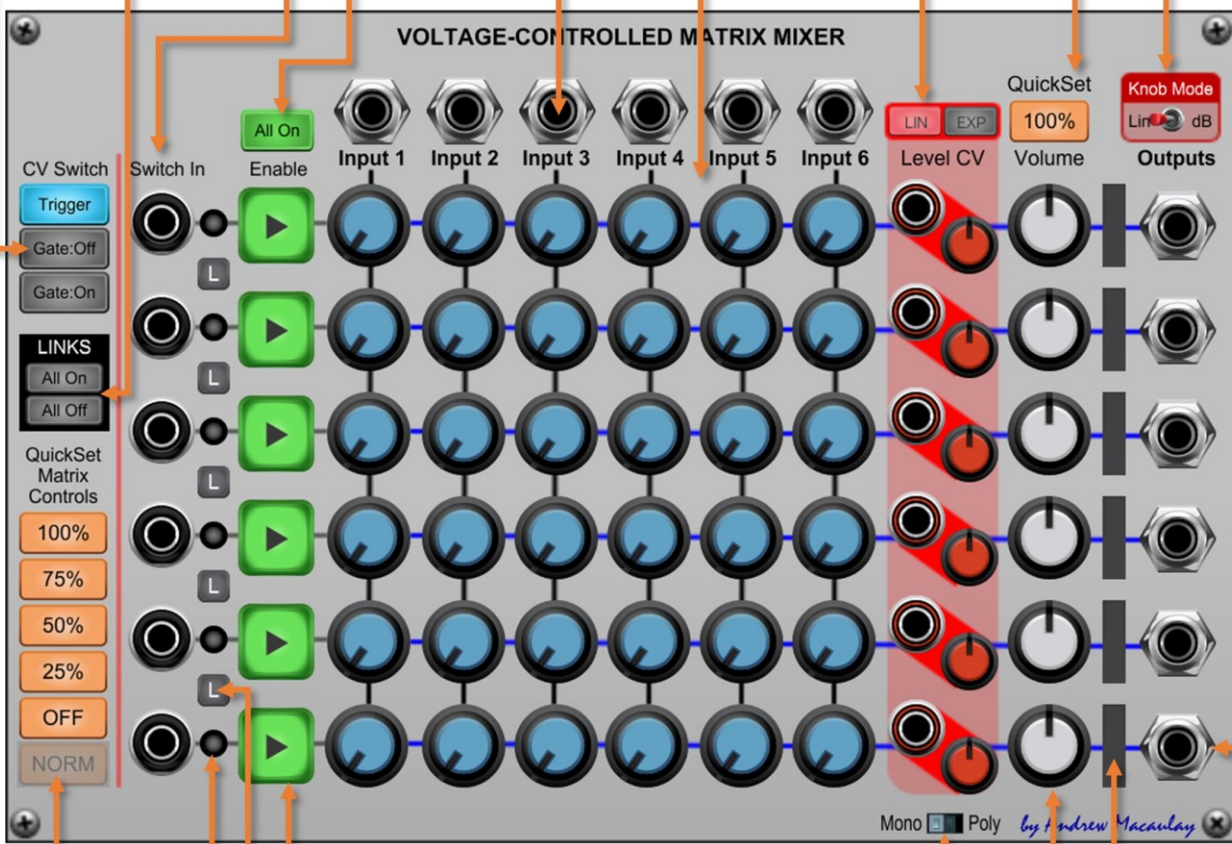 VOLTAGE-CONTROLLED MATRIX MIXER
QuickSet
Knob Mode
All On
LIN EXP
100%
Lin dB
Input 1 Input 2 Input 3 Input 4 Input 5 Input 6
CV Switch
Switch In
Enable
Level CV
Volume
Outputs
Trigger
Gate:Off
L
Gate:On
LINKS
All On
L
All Off
QuickSet
Matrix
Controls
L
100%
75%
L
50%
25%
L
OFF
NORM
Mono Poly
by Andrew Macaulay